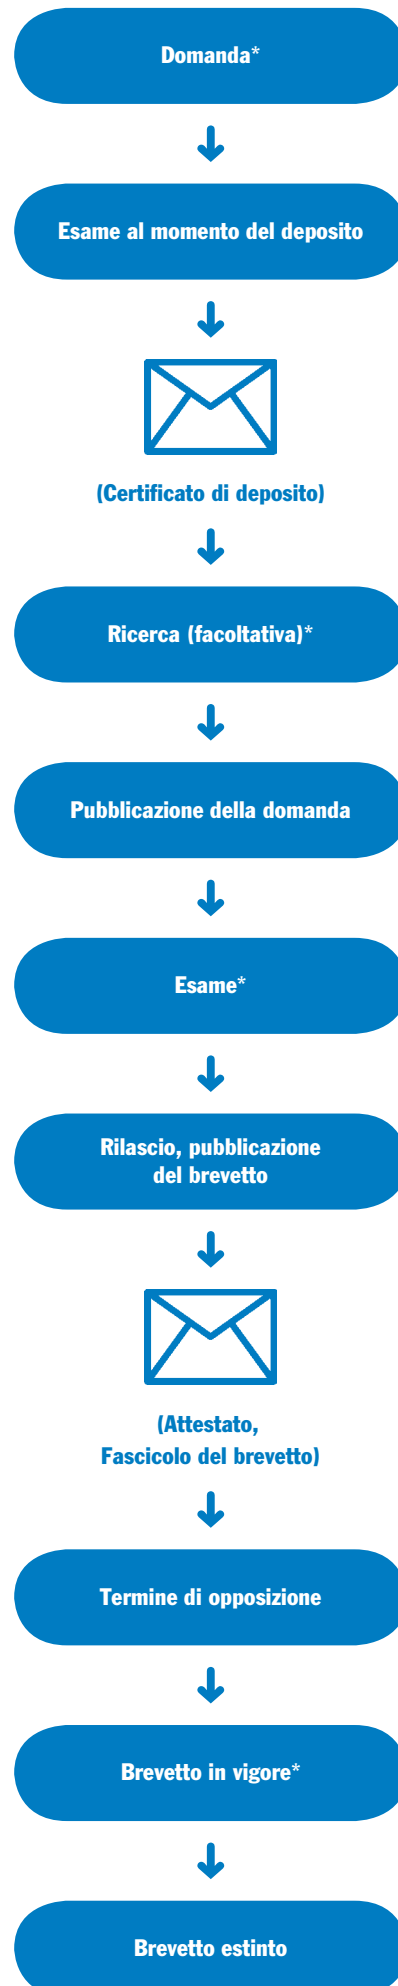 Domanda*
Esame al momento del deposito
(Certificato di deposito)
Ricerca (facoltativa)*
Pubblicazione della domanda
Esame*
Rilascio, pubblicazione
del brevetto
(Attestato,
Fascicolo del brevetto)
Termine di opposizione
Brevetto in vigore*
Brevetto estinto